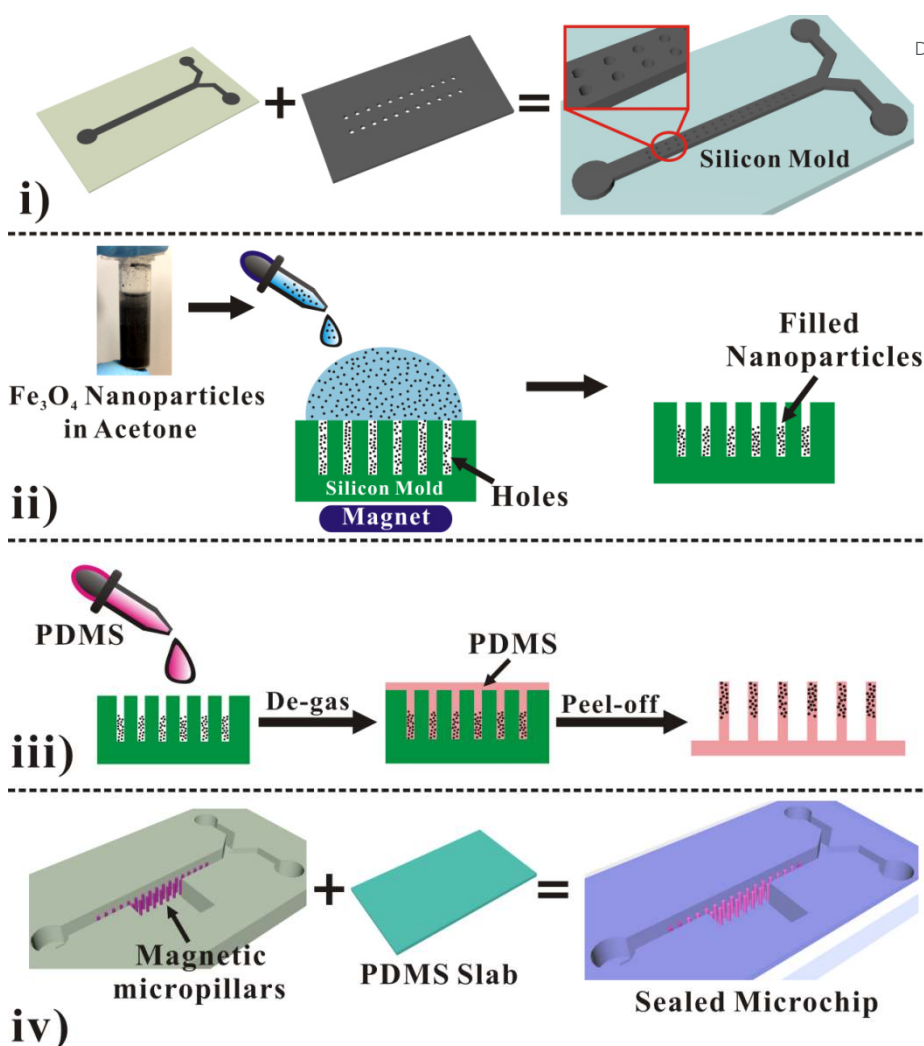 D
+
=
Silicon Mold
i)
Fe₃O₄ Nanoparticles
in Acetone
Filled
Nanoparticles
Silicon Mold
Holes
Magnet
ii)
PDMS
PDMS
De-gas
Peel-off
iii)
+
=
Magnetic
micropillars
PDMS Slab
Sealed Microchip
iv)